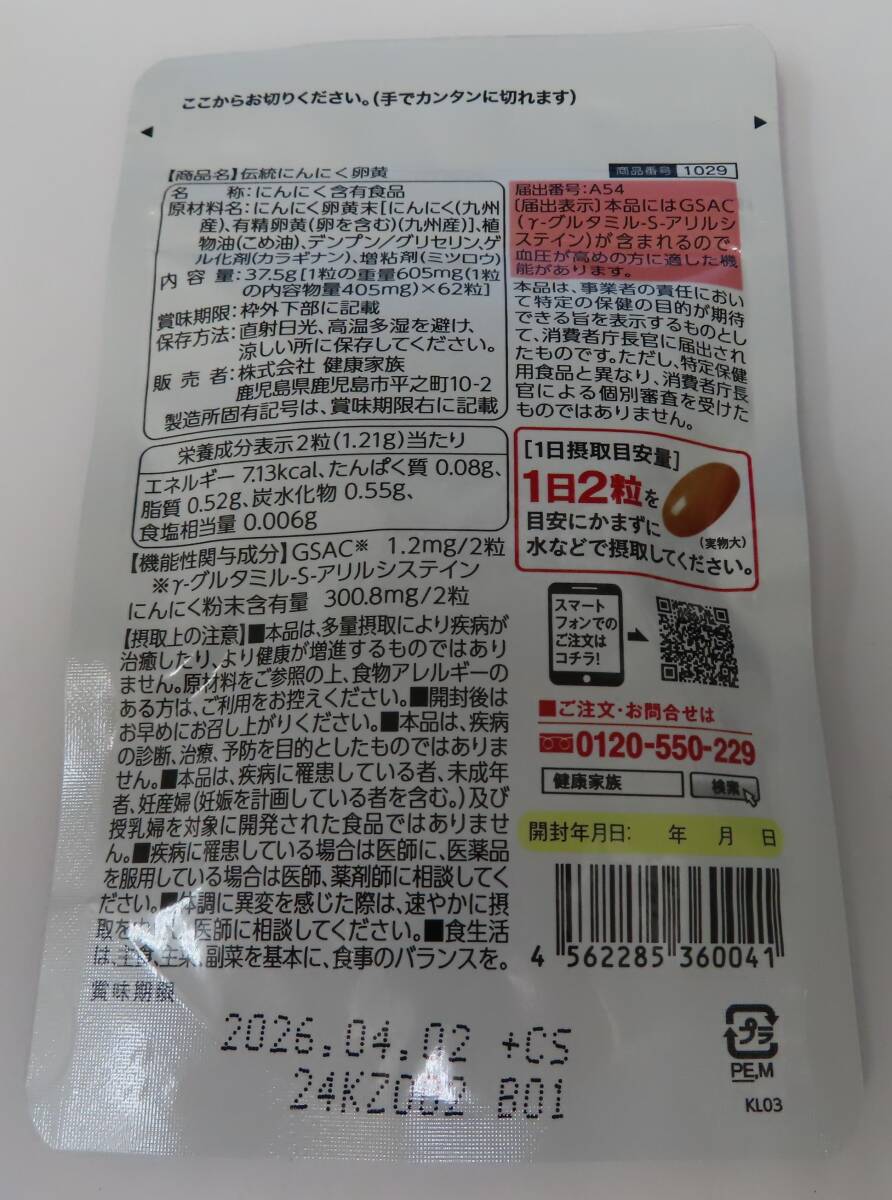 ここからお切りください。(手でカンタンに切れます)
【商品名】伝統にんにく卵黄
商品番号 1029
名 称:にんにく含有食品
原材料名:にんにく卵黄末[にんにく(九州
産)、有精卵黄(卵を含む)(九州産)]、植
物油(こめ油)、デンプン/グリセリン、ゲ
ル化剤(カラギナン)、増粘剤(ミツロウ)
内 容 量:37.5g[1粒の重量605mg(1粒
の内容物量405mg)×62粒]
賞味期限:枠外下部に記載
保存方法:直射日光、高温多湿を避け、
涼しい所に保存してください。
販 売 者:株式会社 健康家族
鹿児島県鹿児島市平之町10-2
製造所固有記号は、賞味期限右に記載
栄養成分表示2粒(1.21g)当たり
エネルギー 7.13kcal、たんぱく質 0.08g、
脂質 0.52g、炭水化物 0.55g、
食塩相当量 0.006g
【機能性関与成分】GSAC※ 1.2mg/2粒
※γ-グルタミル-S-アリルシステイン
にんにく粉末含有量 300.8mg/2粒
【摂取上の注意】■本品は、多量摂取により疾病が
治癒したり、より健康が増進するものではあり
ません。原材料をご参照の上、食物アレルギーの
ある方は、ご利用をお控えください。■開封後は
お早めにお召し上がりください。■本品は、疾病
の診断、治療、予防を目的としたものではありま
せん。■本品は、疾病に罹患している者、未成年
者、妊産婦(妊娠を計画している者を含む。)及び
授乳婦を対象に開発された食品ではありませ
ん。■疾病に罹患している場合は医師に、医薬品
を服用している場合は医師、薬剤師に相談してく
ださい。■体調に異変を感じた際は、速やかに摂
取を 医師に相談してください。■食生活
は、主食、主菜、副菜を基本に、食事のバランスを。
賞味期限
2026.04.02 +CS
24KZ002 B01
届出番号:A54
〔届出表示〕本品にはGSAC
(γ-グルタミル-S-アリルシ
ステイン)が含まれるので
血圧が高めの方に適した機
能があります。
本品は、事業者の責任におい
て特定の保健の目的が期待
できる旨を表示するものとし
て、消費者庁長官に届出され
たものです。ただし、特定保健
用食品と異なり、消費者庁長
官による個別審査を受けた
ものではありません。
[1日摂取目安量]
1日2粒を
目安にかまずに
(実物大)
水などで摂取してください。
スマート
フォンでの
ご注文は
コチラ!
■ご注文・お問合せは
0120-550-229
健康家族 検索
開封年月日: 年 月 日
4 562285 360041
プラ
PE,M
KL03